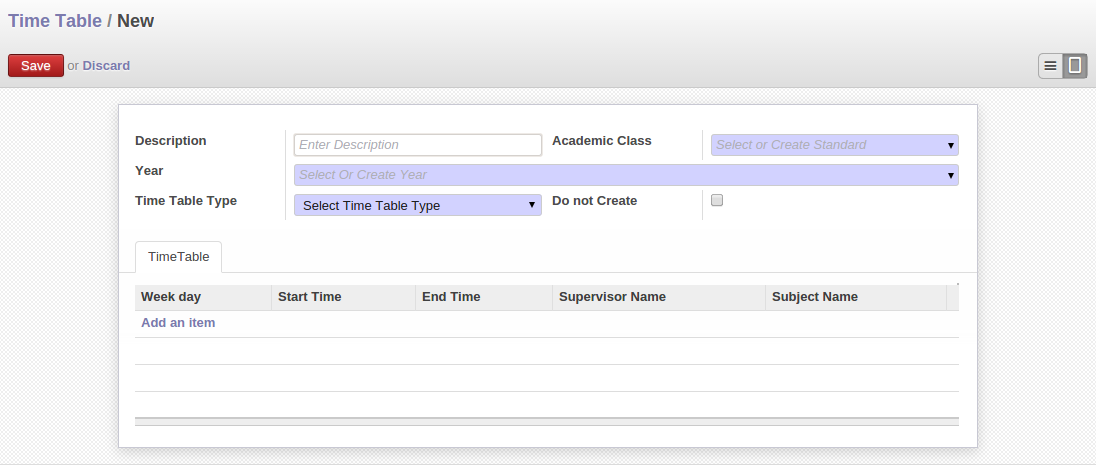 Time Table / New
Save or Discard
Description Enter Description Academic Class Select or Create Standard
Year Select Or Create Year
Time Table Type Select Time Table Type Do not Create
TimeTable
Week day Start Time End Time Supervisor Name Subject Name
Add an item